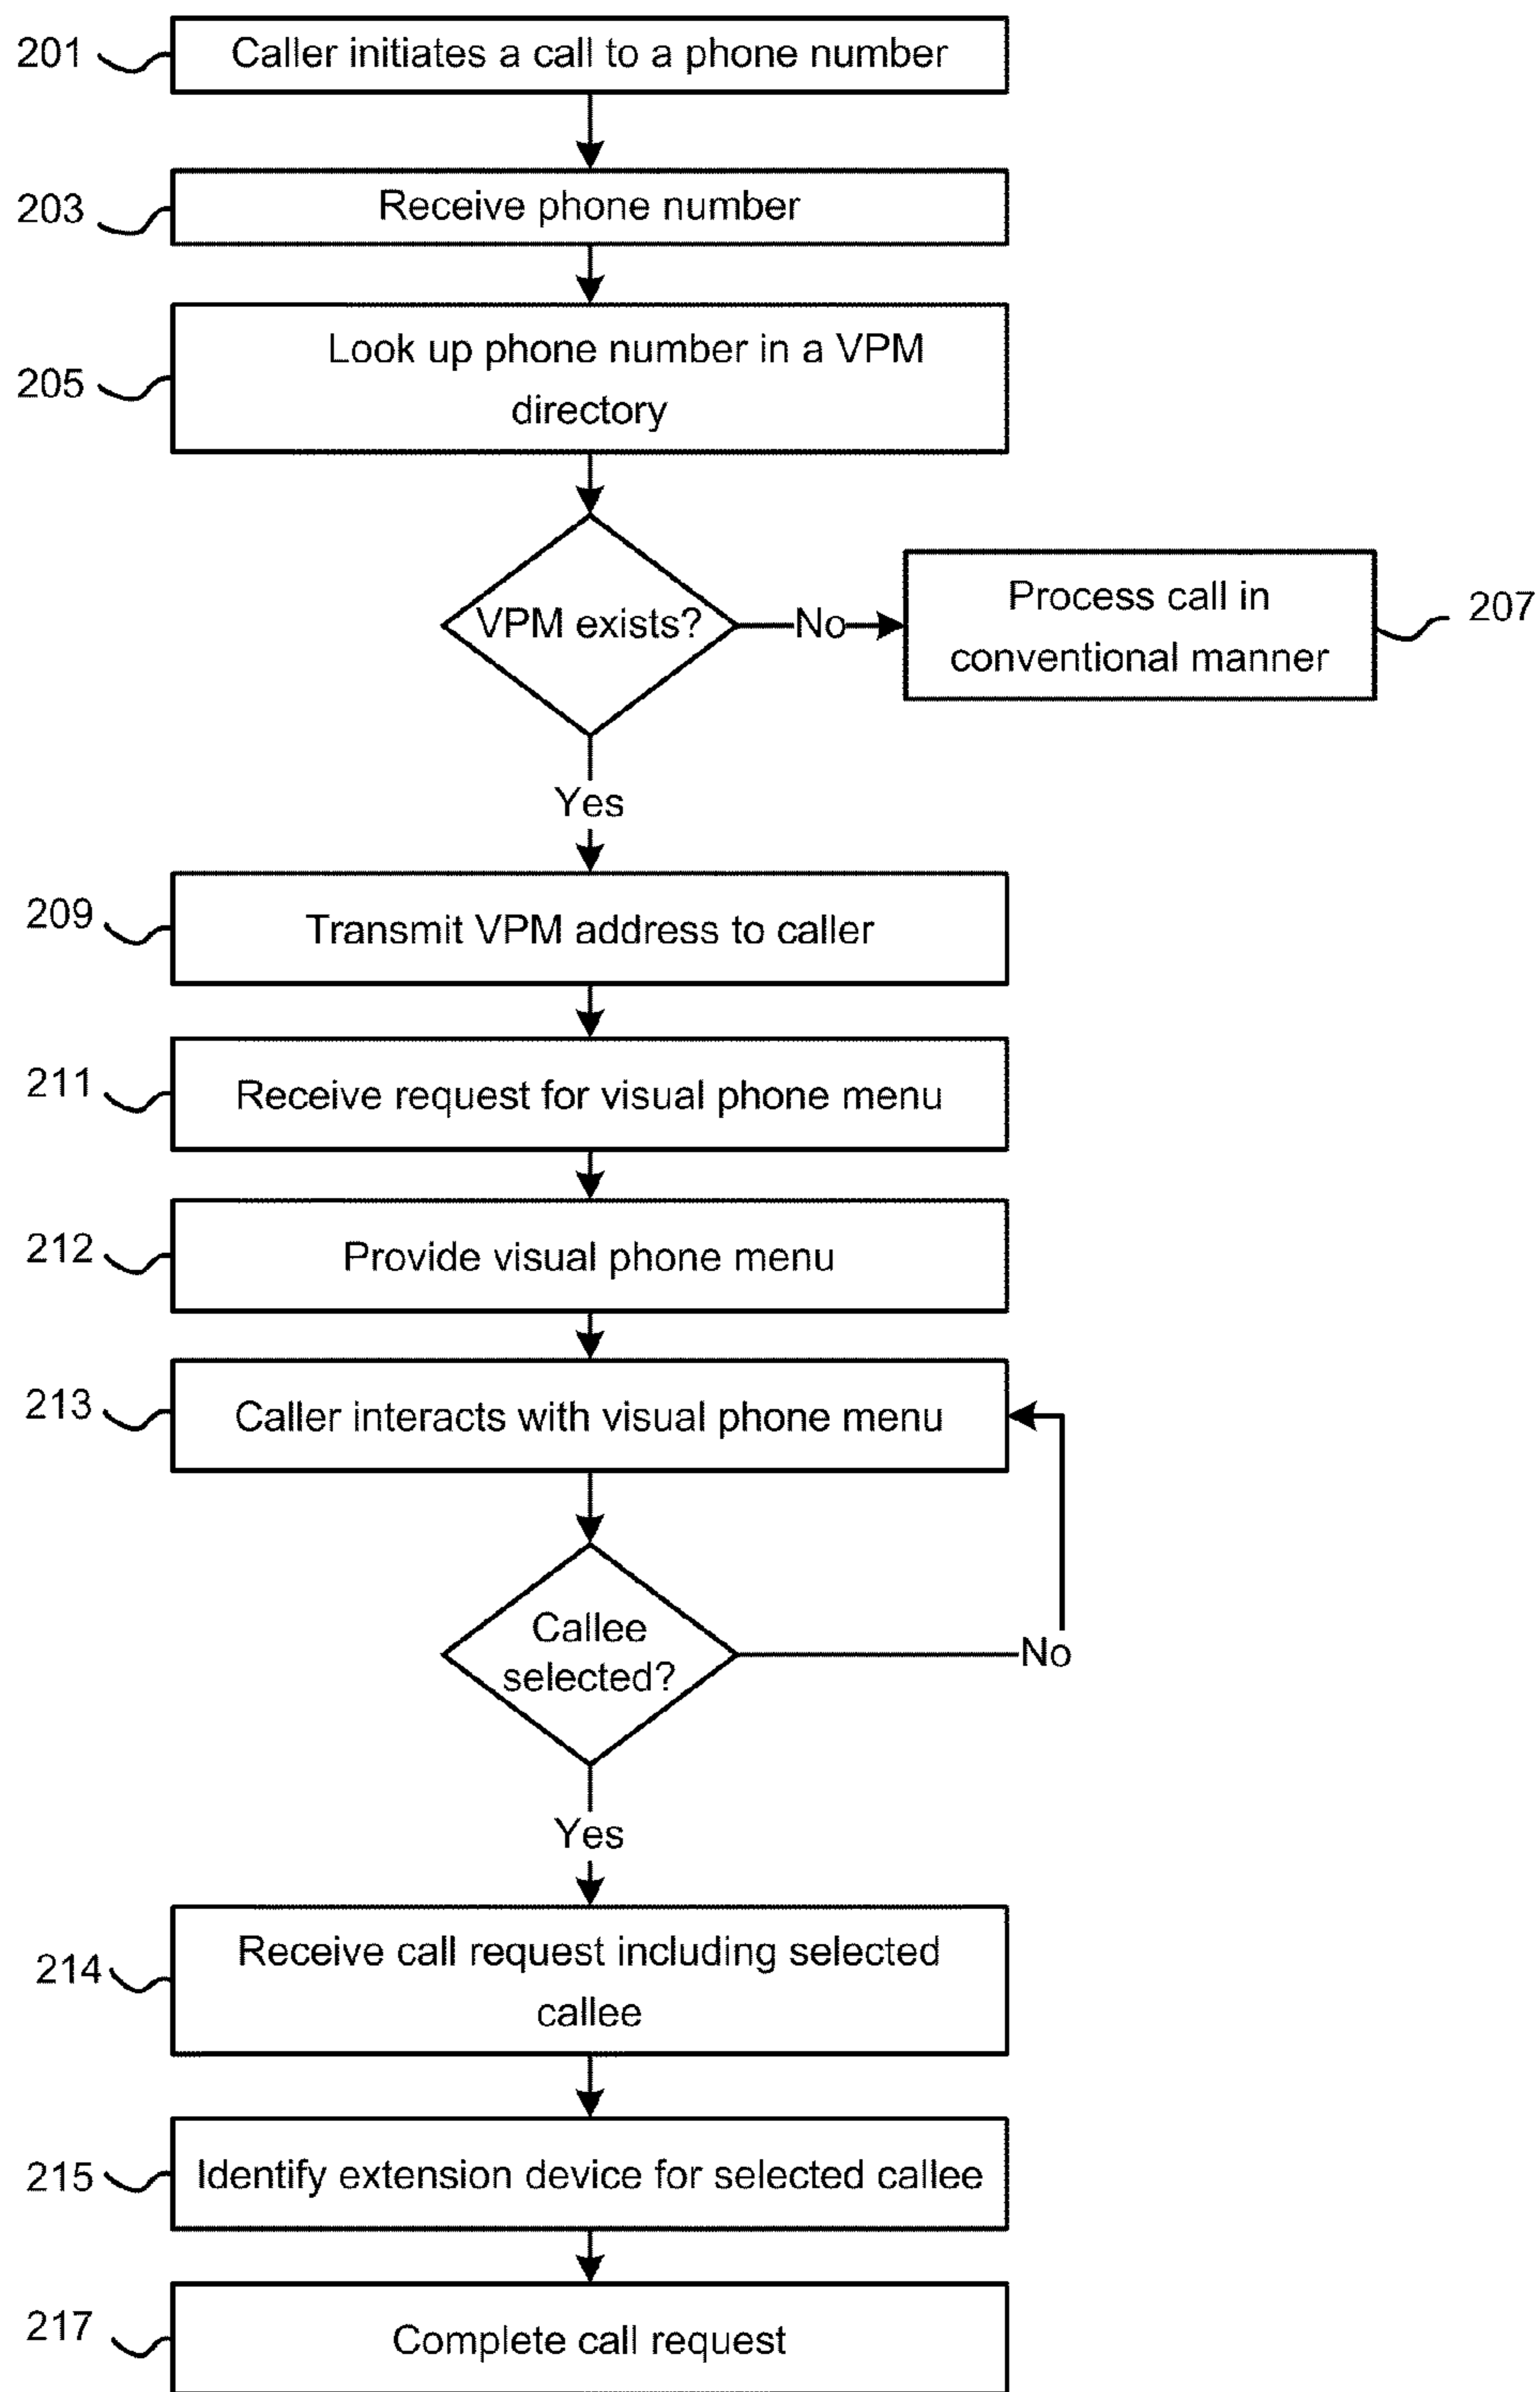 201
Caller initiates a call to a phone number
203
Receive phone number
205
Look up phone number in a VPM
directory
VPM exists?
No
Process call in
conventional manner
207
Yes
209
Transmit VPM address to caller
211
Receive request for visual phone menu
212
Provide visual phone menu
213
Caller interacts with visual phone menu
Callee
selected?
No
Yes
214
Receive call request including selected
callee
215
Identify extension device for selected callee
217
Complete call request